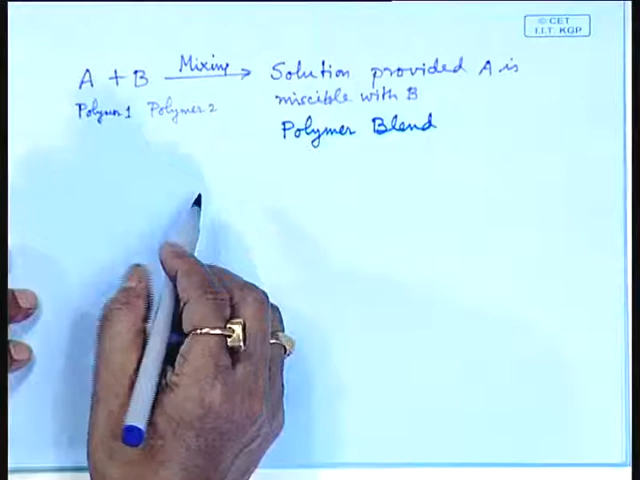 © CET
I.I.T. KGP
A + B Mixing → Solution provided A is
Polymer 1 Polymer 2 miscible with B
Polymer Blend